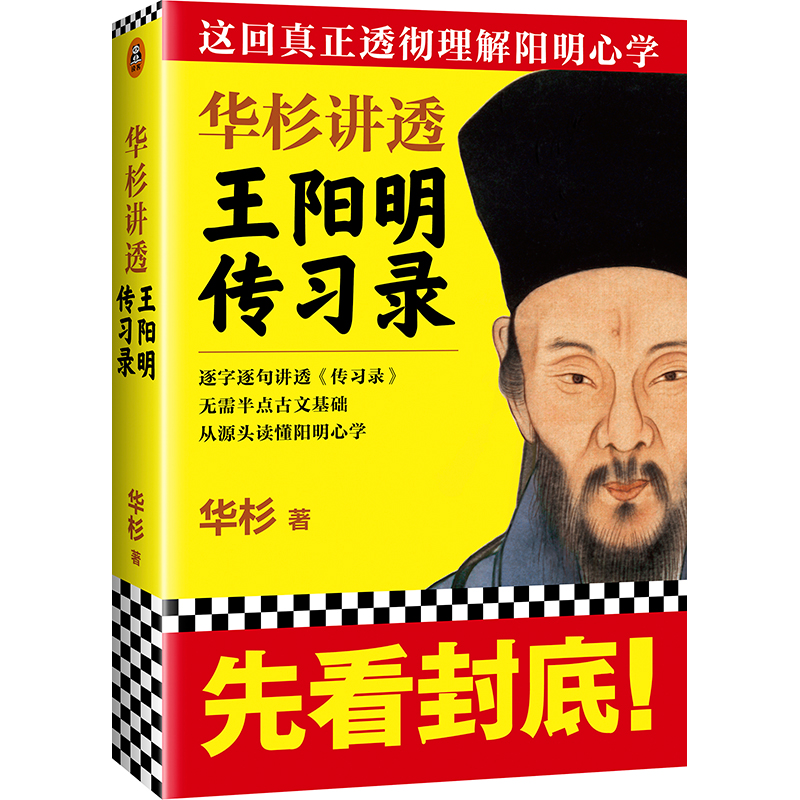 这回真正透彻理解阳明心学
华杉讲透
王阳明
传习录
逐字逐句讲透《传习录》
无需半点古文基础
从源头读懂阳明心学
华杉 著
先看封底!
华杉讲透
王阳明
传习录
华杉
著